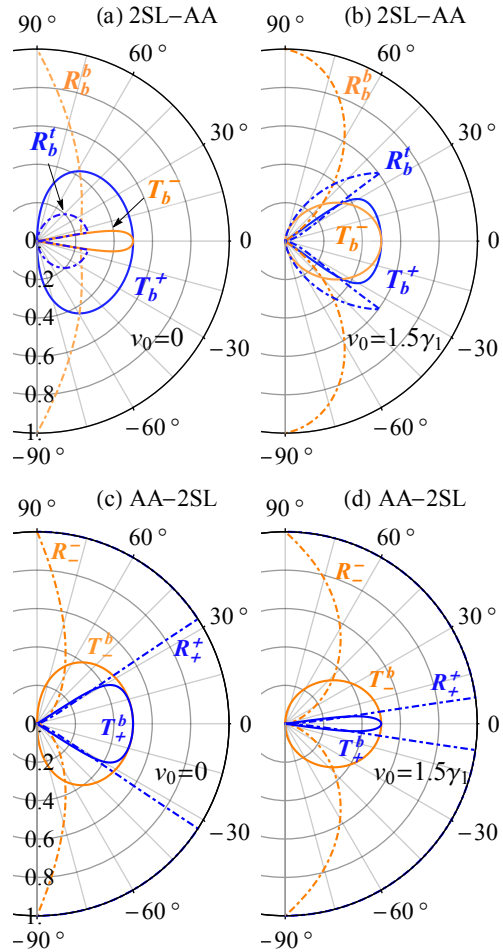 (a) 2SL–AA
90° 60°
R_b^b
R_b^t
30°
T_b^-
0 0
0.2
T_b^+
0.4
v_0=0
-30
0.6
0.8
-60°
1.
-90°
(b) 2SL–AA
90° 60°
R_b^b
30°
R_b^t
T_b^-
0
T_b^+
v_0=1.5γ_1
-30
-60°
-90°
(c) AA–2SL
90° 60°
R_-^-
30°
T_-^b
R_+^+
T_+^b
0 0
0.2
v_0=0
0.4
-30
0.6
0.8
-60°
1.
-90°
(d) AA–2SL
90° 60°
R_-^-
30°
T_-^b
R_+^+
0
T_+^b
v_0=1.5γ_1
-30
-60°
-90°